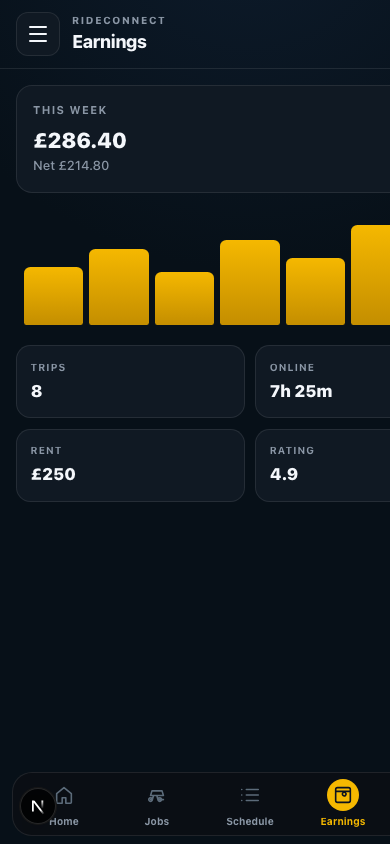 RIDECONNECT
Earnings
THIS WEEK
£286.40
Net £214.80
TRIPS
8
ONLINE
7h 25m
RENT
£250
RATING
4.9
N
Home
Jobs
Schedule
Earnings